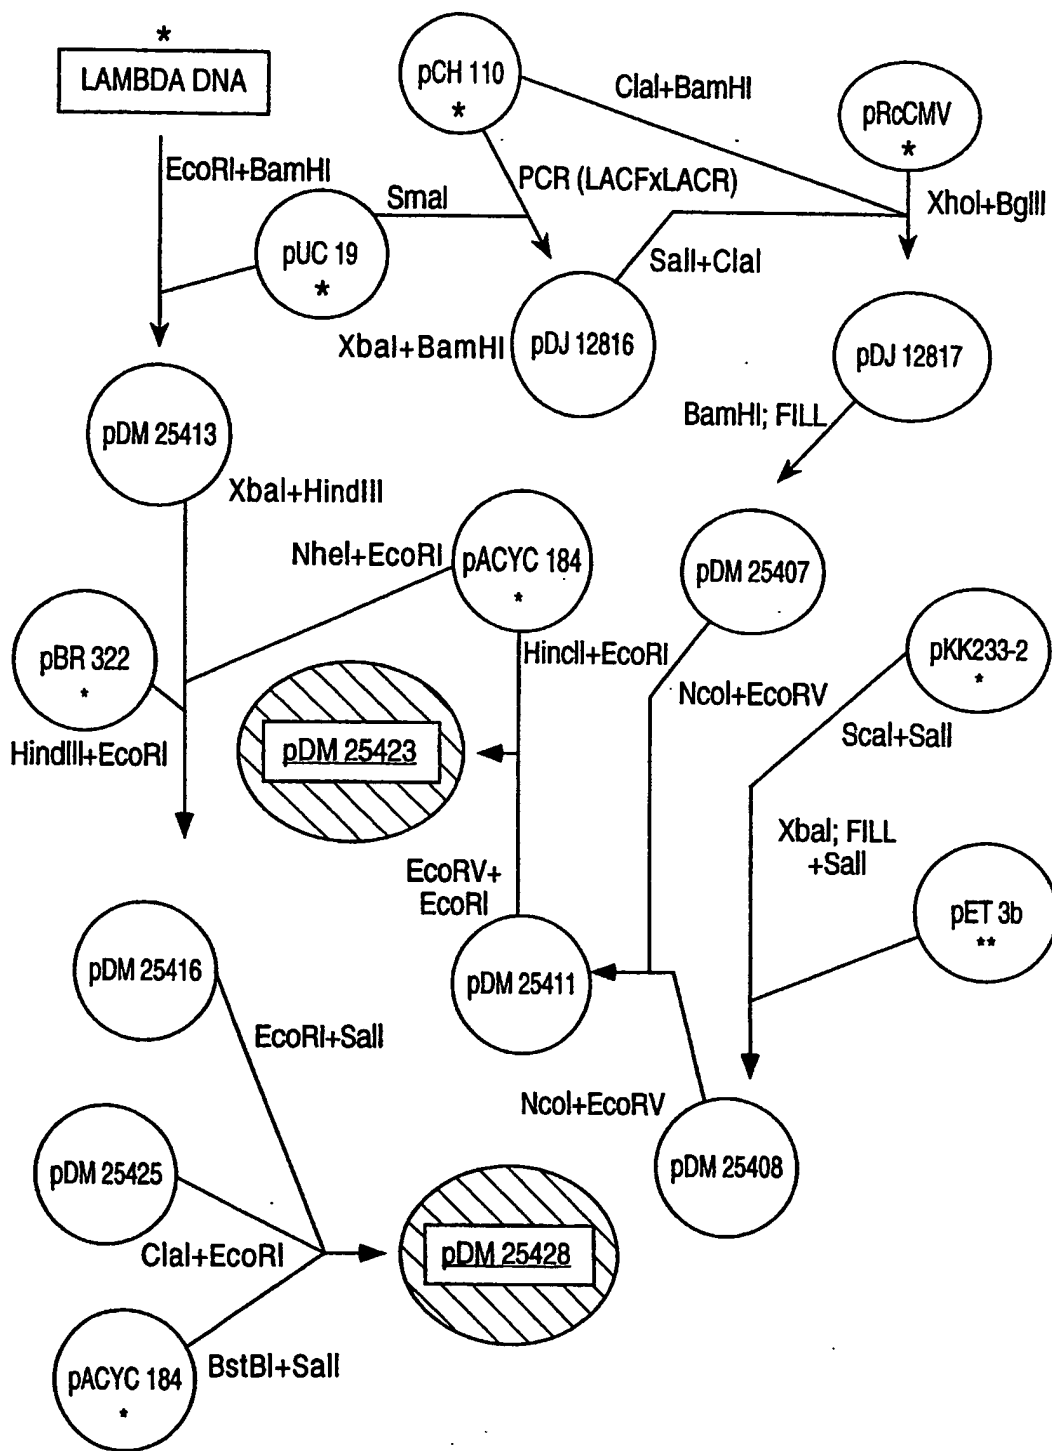 *
LAMBDA DNA
pCH 110
*
ClaI+BamHI
pRcCMV
*
EcoRI+BamHI
SmaI
PCR (LACFxLACR)
XhoI+BglII
pUC 19
*
SalI+ClaI
XbaI+BamHI
pDJ 12816
pDJ 12817
BamHI; FILL
pDM 25413
XbaI+HindIII
NheI+EcoRI
pACYC 184
*
pDM 25407
pBR 322
*
HindIII+EcoRI
HincII+EcoRI
NcoI+EcoRV
pKK233-2
*
ScaI+SalI
pDM 25423
XbaI; FILL
+SalI
EcoRV+
EcoRI
pET 3b
**
pDM 25416
pDM 25411
EcoRI+SalI
NcoI+EcoRV
pDM 25408
pDM 25425
ClaI+EcoRI
pDM 25428
pACYC 184
*
BstBI+SalI